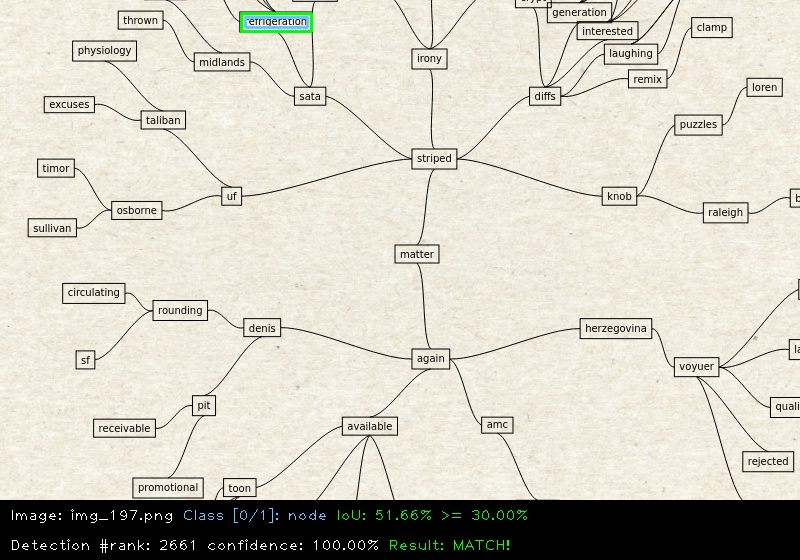 generation
thrown
efrigeration
clamp
interested
physiology
midlands
irony
laughing
remix
loren
excuses
sata
diffs
taliban
puzzles
striped
timor
uf
knob
osborne
raleigh
sullivan
matter
circulating
rounding
denis
herzegovina
sf
again
voyuer
pit
receivable
available
amc
rejected
promotional
toon
Image: img_197.png Class [0/1]: node IoU: 51.66% >= 30.00%
Detection #rank: 2661 confidence: 100.00% Result: MATCH!